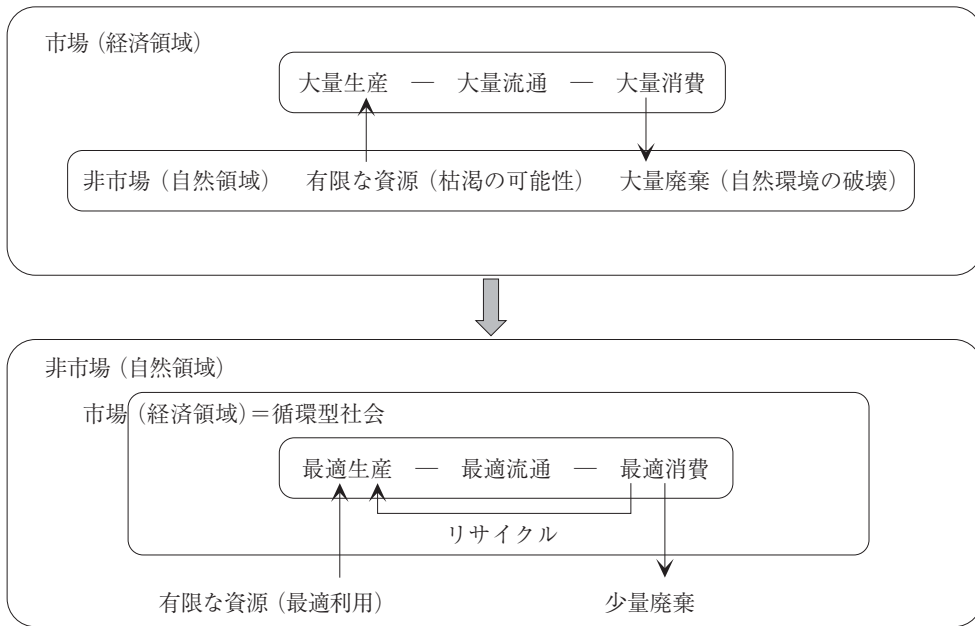 市場（経済領域）
大量生産 ― 大量流通 ― 大量消費
非市場（自然領域） 有限な資源（枯渇の可能性） 大量廃棄（自然環境の破壊）
非市場（自然領域）
市場（経済領域）＝循環型社会
最適生産 ― 最適流通 ― 最適消費
リサイクル
有限な資源（最適利用） 少量廃棄